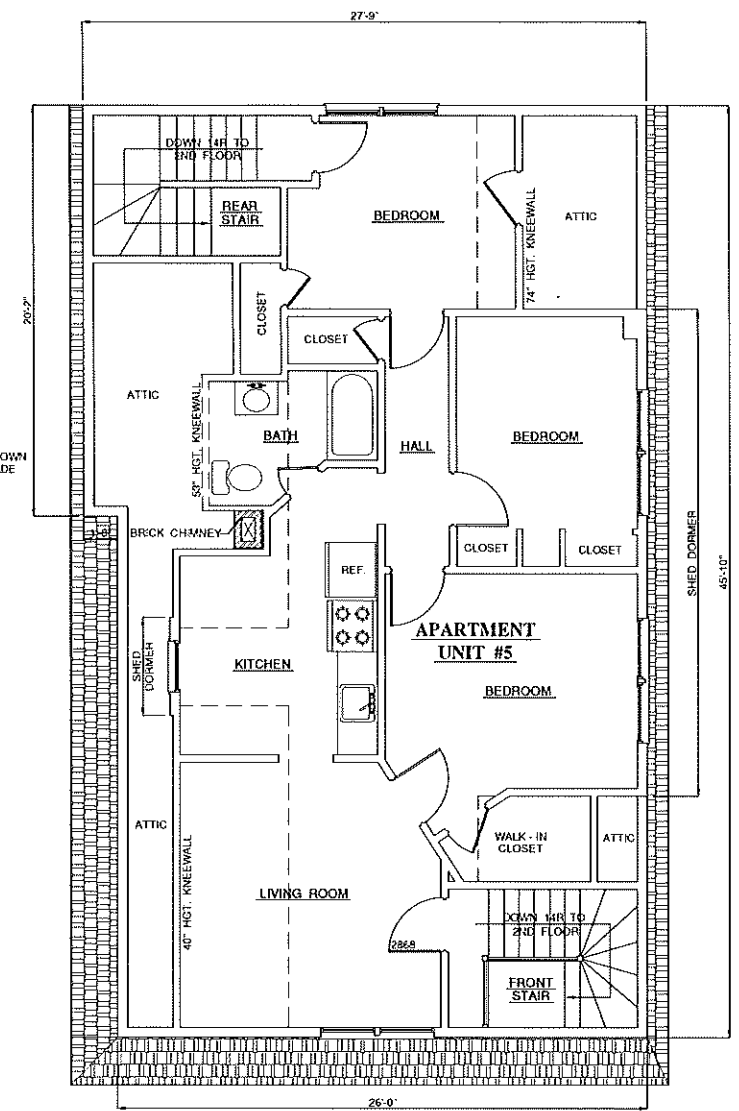 27'-9"
DOWN 14R TO
2ND FLOOR
REAR
STAIR
BEDROOM
74" HGT. KNEEWALL
ATTIC
20'-2"
CLOSET
CLOSET
ATTIC
53" HGT. KNEEWALL
BATH
HALL
BEDROOM
OWN
DE
BRICK CHIMNEY
CLOSET
CLOSET
SHED DORMER
45'-10"
REF.
APARTMENT
UNIT #5
SHED
DORMER
KITCHEN
BEDROOM
ATTIC
40" HGT. KNEEWALL
WALK-IN
CLOSET
ATTIC
LIVING ROOM
2868
DOWN 14R TO
2ND FLOOR
FRONT
STAIR
26'-0"